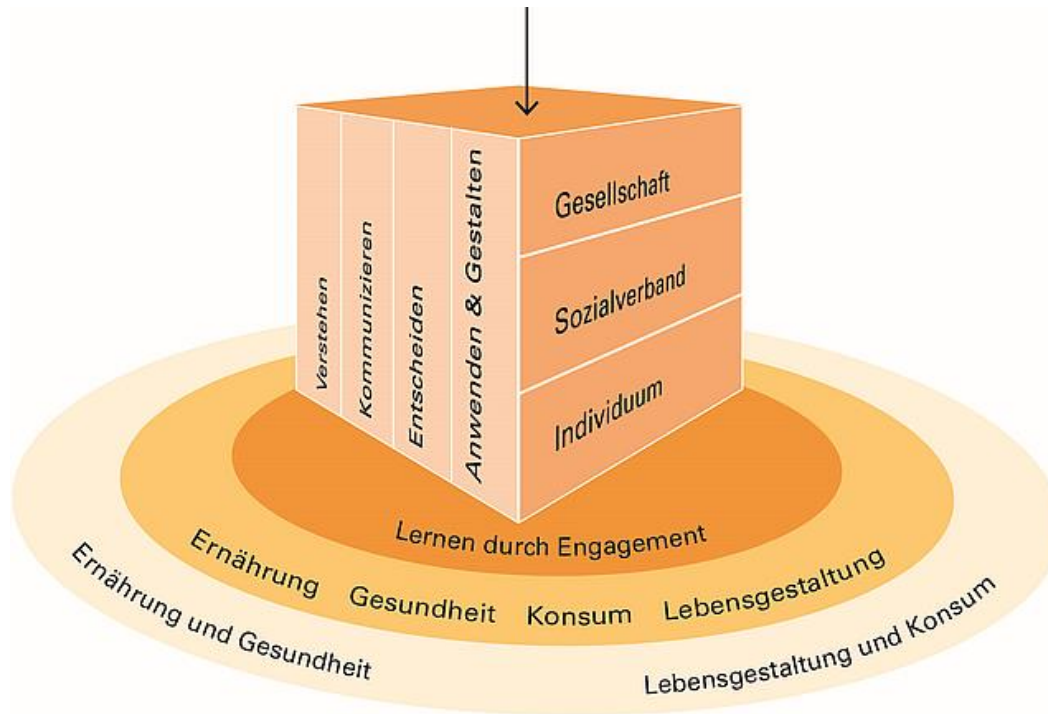 Verstehen
Kommunizieren
Entscheiden
Anwenden & Gestalten
Gesellschaft
Sozialverband
Individuum
Lernen durch Engagement
Ernährung Gesundheit Konsum Lebensgestaltung
Ernährung und Gesundheit
Lebensgestaltung und Konsum